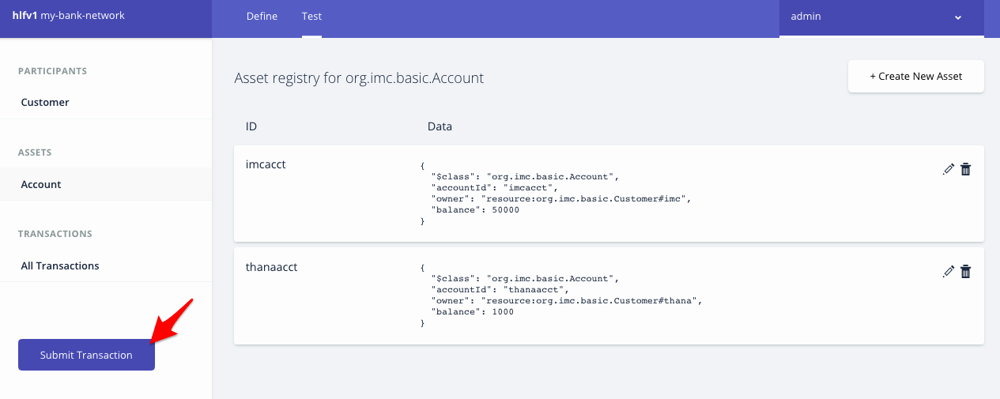 hlfv1 my-bank-network
Define
Test
admin
PARTICIPANTS
Customer
ASSETS
Account
TRANSACTIONS
All Transactions
Submit Transaction
Asset registry for org.imc.basic.Account
+ Create New Asset
ID
Data
imcacct
{
"$class": "org.imc.basic.Account",
"accountId": "imcacct",
"owner": "resource:org.imc.basic.Customer#imc",
"balance": 50000
}
thanaacct
{
"$class": "org.imc.basic.Account",
"accountId": "thanaacct",
"owner": "resource:org.imc.basic.Customer#thana",
"balance": 1000
}